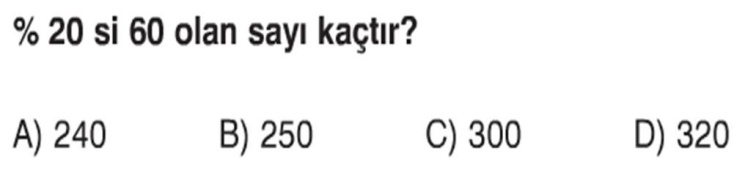 % 20 si 60 olan sayı kaçtır?
A) 240 B) 250 C) 300 D) 320